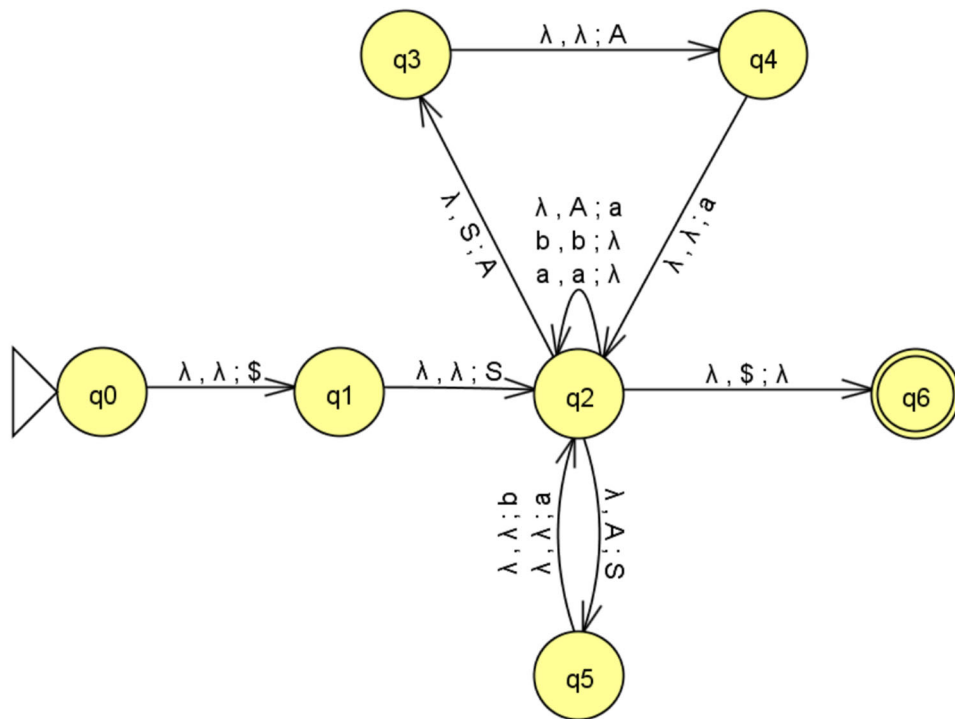 q3
λ , λ ; A
q4
λ , S ; A
λ , A ; a
b , b ; λ
a , a ; λ
λ , λ ; a
q0
λ , λ ; $
q1
λ , λ ; S
q2
λ , $ ; λ
q6
λ , λ ; b
λ , λ ; a
λ , A ; S
q5